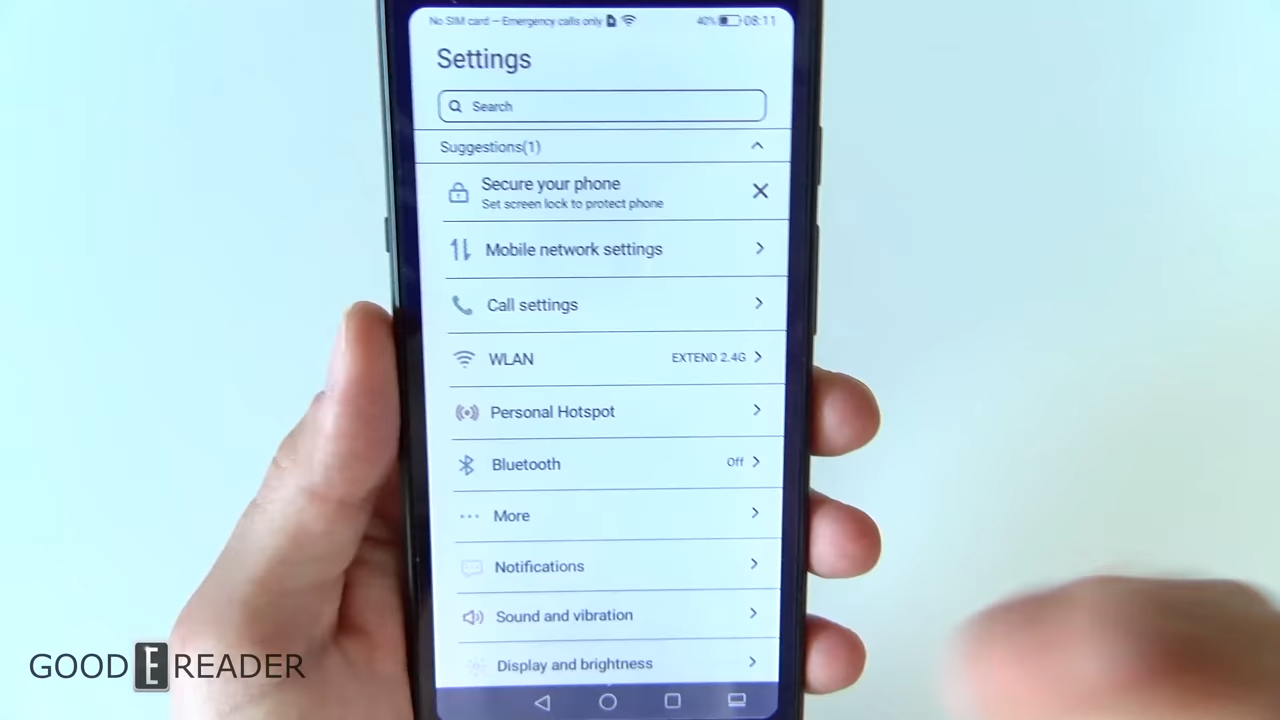 No SIM card – Emergency calls only 40% 08:11
Settings
Search
Suggestions(1)
Secure your phone
Set screen lock to protect phone
Mobile network settings
Call settings
WLAN EXTEND 2.4G
Personal Hotspot
Bluetooth Off
More
Notifications
Sound and vibration
Display and brightness
GOOD E READER